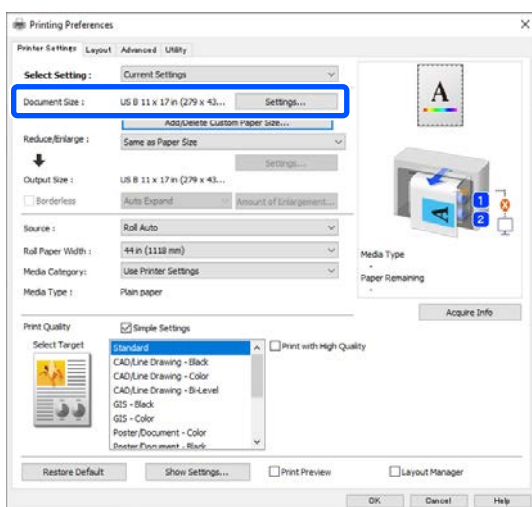 Printing Preferences
Printer Settings Layout Advanced Utility
Select Setting : Current Settings
Document Size : US B 11 x 17 in (279 x 43... Settings...
Add/Delete Custom Paper Size...
Reduce/Enlarge : Same as Paper Size
Settings...
Output Size : US B 11 x 17 in (279 x 43...
Borderless Auto Expand Amount of Enlargement...
Source : Roll Auto
Roll Paper Width : 44 in (1118 mm)
Media Category: Use Printer Settings
Media Type : Plain paper
A
1
2
Media Type
-
Paper Remaining
-
Acquire Info
Print Quality Simple Settings
Select Target
Standard
CAD/Line Drawing - Black
CAD/Line Drawing - Color
CAD/Line Drawing - Bi-Level
GIS - Black
GIS - Color
Poster/Document - Color
Poster/Document - Black
Print with High Quality
Restore Default Show Settings... Print Preview Layout Manager
OK Cancel Help